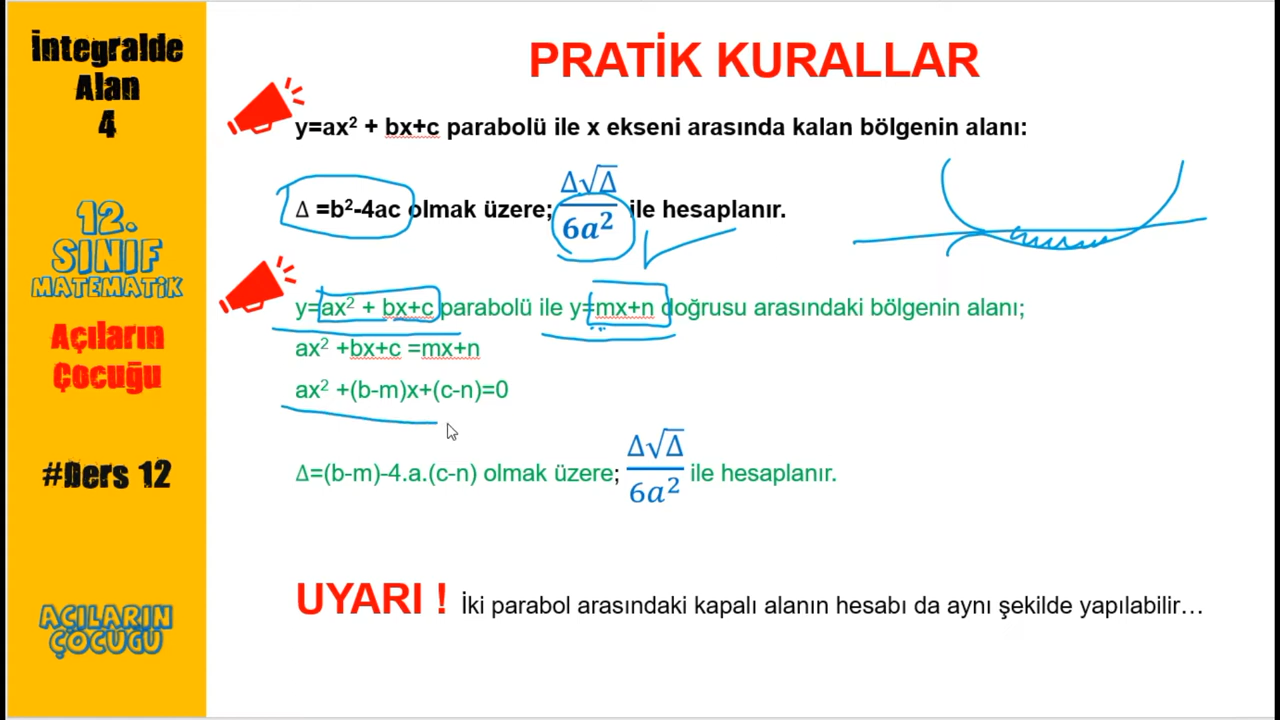 İntegralde
Alan
4
12.
SINIF
MATEMATİK
Açıların
Çocuğu
#Ders 12
AÇILARIN
ÇOCUĞU
PRATİK KURALLAR
y=ax² + bx+c parabolü ile x ekseni arasında kalan bölgenin alanı:
Δ =b²-4ac olmak üzere; Δ√Δ/6a² ile hesaplanır.
y=ax² + bx+c parabolü ile y=mx+n doğrusu arasındaki bölgenin alanı;
ax² +bx+c =mx+n
ax² +(b-m)x+(c-n)=0
Δ=(b-m)-4.a.(c-n) olmak üzere; Δ√Δ/6a² ile hesaplanır.
UYARI ! İki parabol arasındaki kapalı alanın hesabı da aynı şekilde yapılabilir…